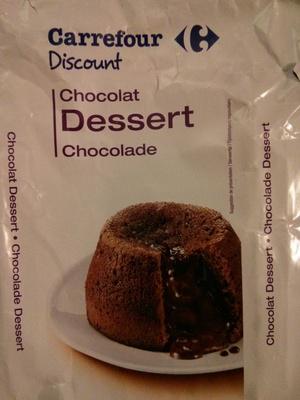 Carrefour
Discount
Chocolat
Dessert
Chocolade
Chocolat Dessert • Chocolade Dessert
Chocolat Dessert • Chocolade Dessert